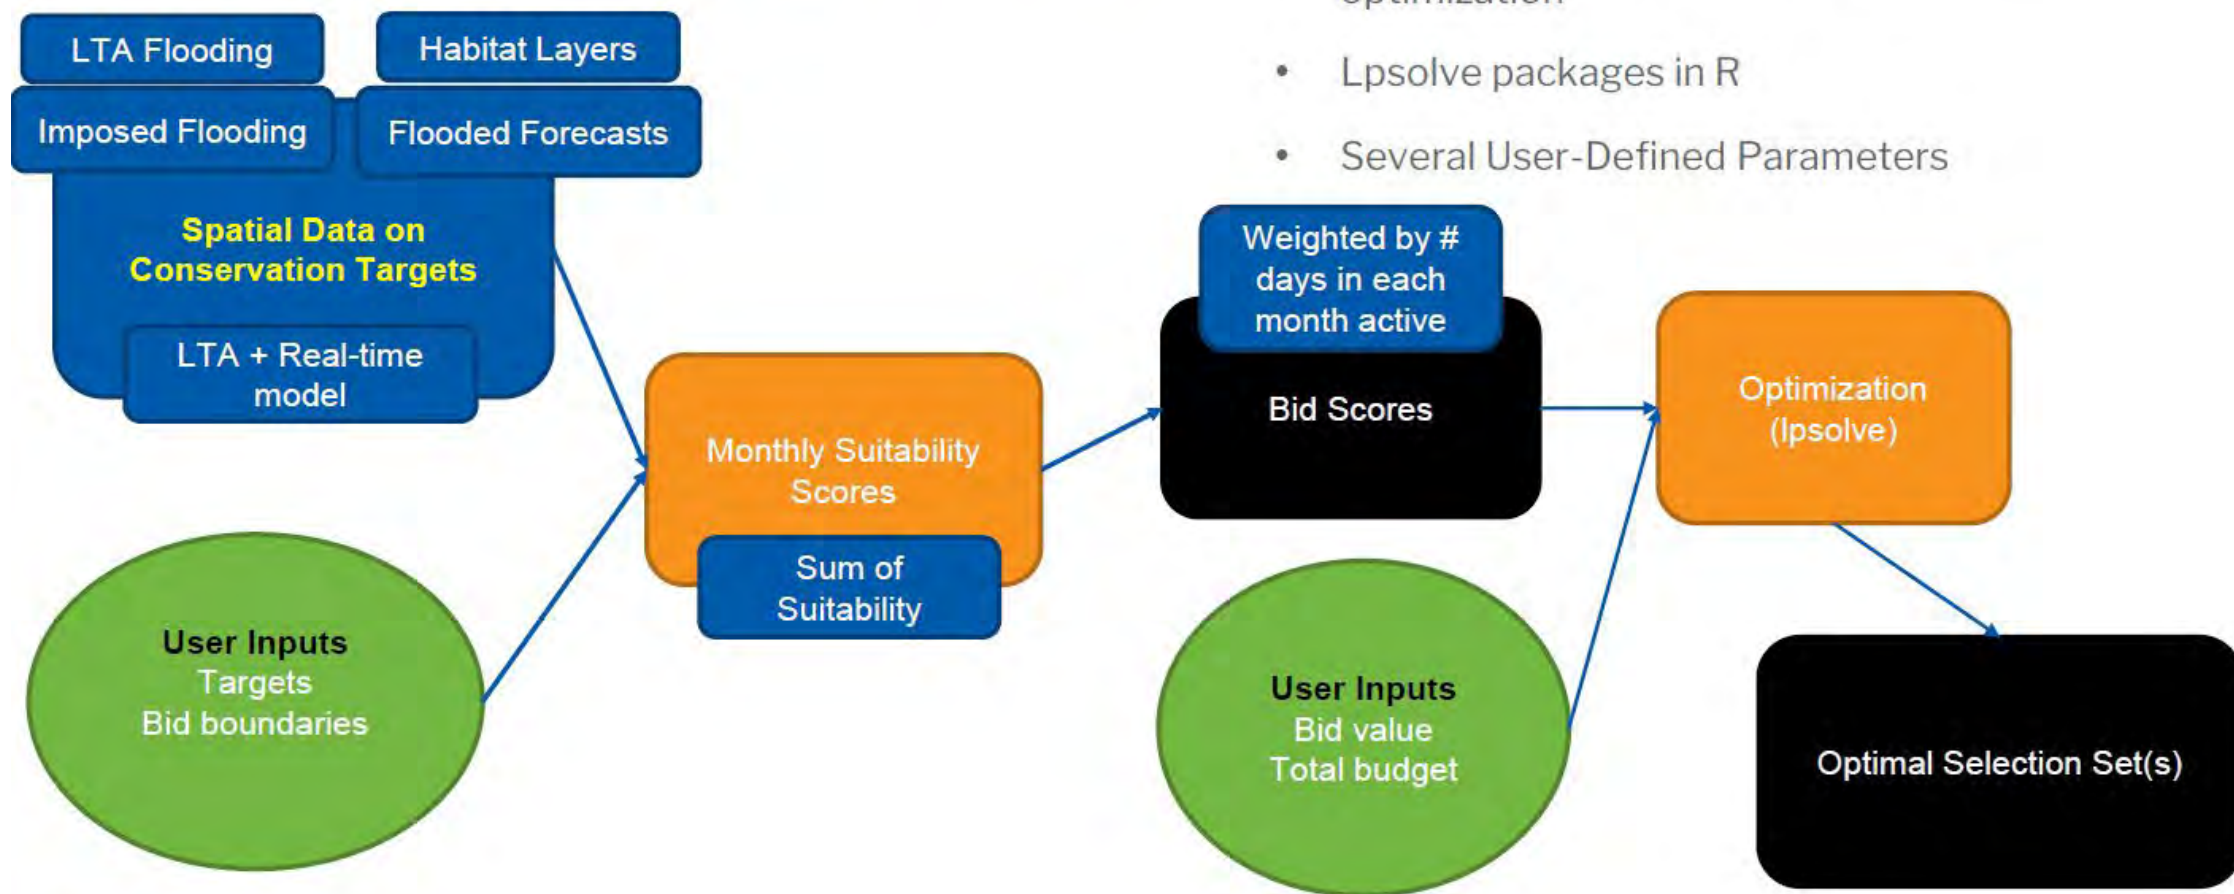 LTA Flooding
Habitat Layers
Imposed Flooding
Flooded Forecasts
Spatial Data on
Conservation Targets
LTA + Real-time
model
User Inputs
Targets
Bid boundaries
Monthly Suitability
Scores
Sum of
Suitability
• Lpsolve packages in R
• Several User-Defined Parameters
Weighted by #
days in each
month active
Bid Scores
User Inputs
Bid value
Total budget
Optimization
(lpsolve)
Optimal Selection Set(s)